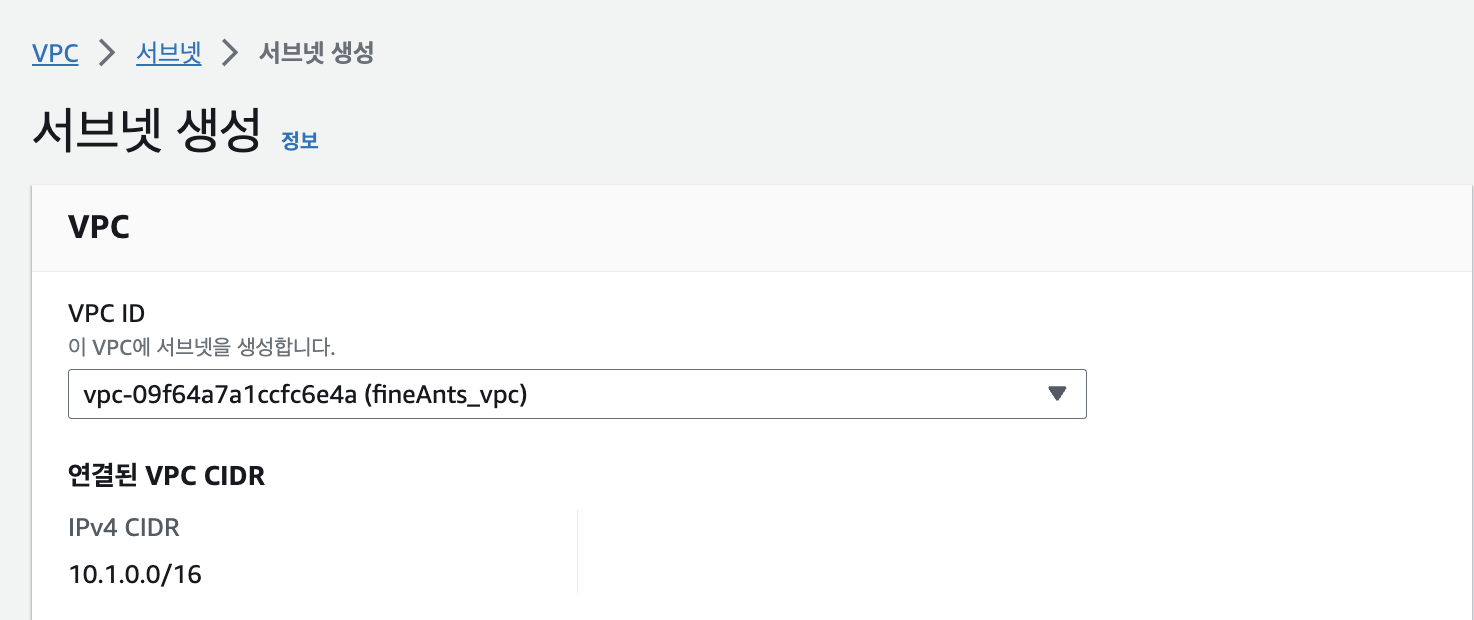 VPC > 서브넷 > 서브넷 생성
서브넷 생성 정보
VPC
VPC ID
이 VPC에 서브넷을 생성합니다.
vpc-09f64a7a1ccfc6e4a (fineAnts_vpc)
연결된 VPC CIDR
IPv4 CIDR
10.1.0.0/16